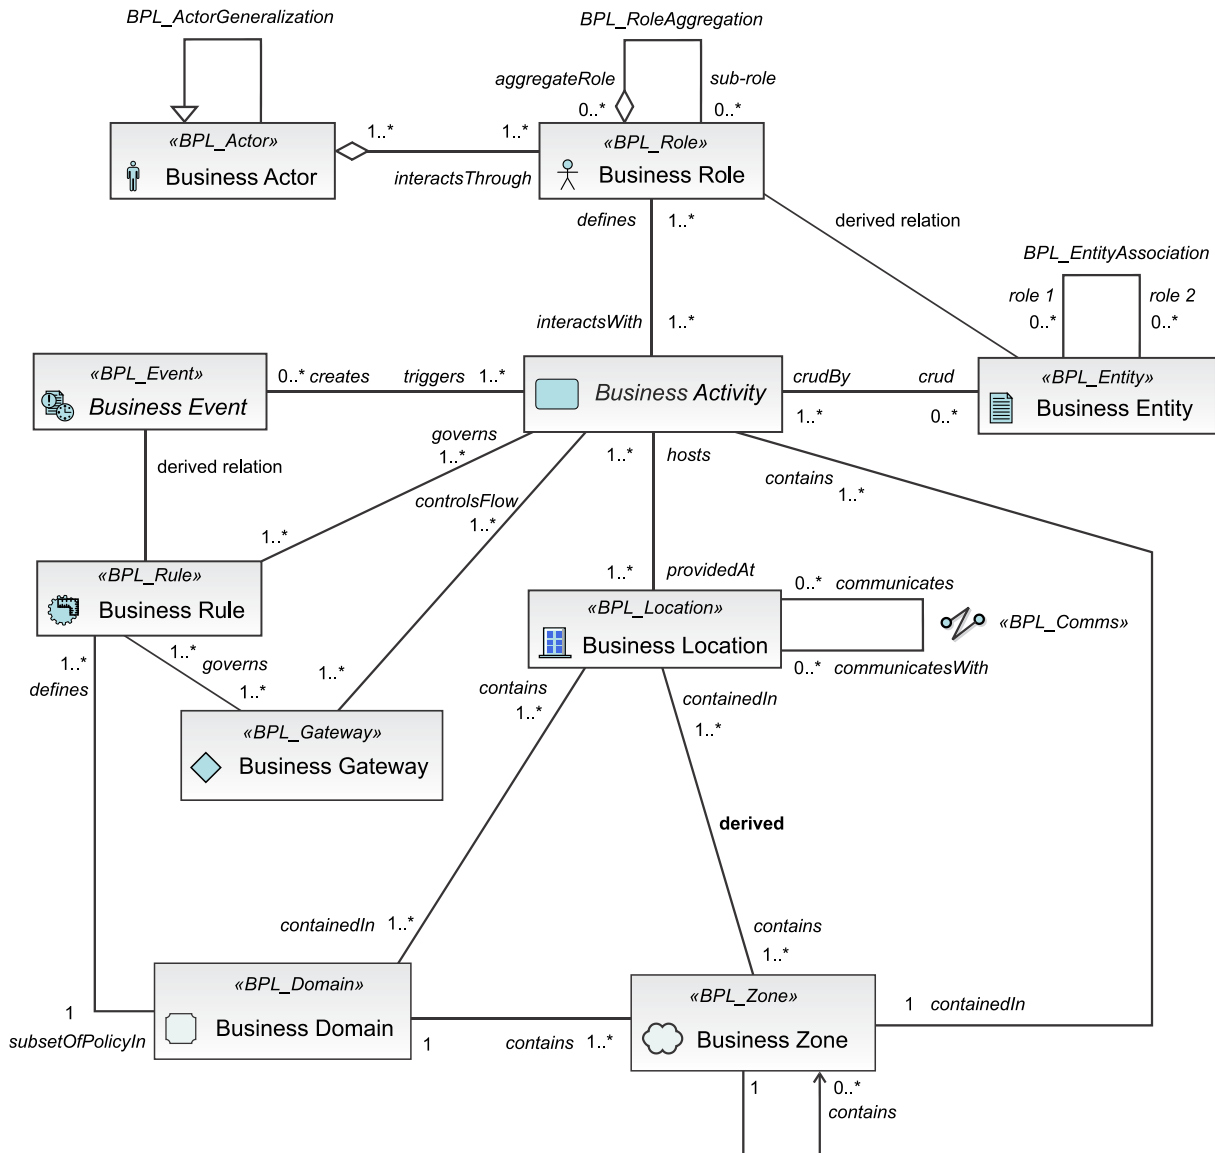 BPL_ActorGeneralization
BPL_RoleAggregation
aggregateRole
sub-role
0..*
0..*
«BPL_Actor»
Business Actor
1..*
1..*
interactsThrough
«BPL_Role»
Business Role
defines
1..*
derived relation
BPL_EntityAssociation
role 1
role 2
0..*
0..*
interactsWith
1..*
«BPL_Event»
Business Event
0..* creates
triggers
1..*
Business Activity
crudBy
crud
1..*
0..*
«BPL_Entity»
Business Entity
derived relation
governs
1..*
1..*
hosts
contains
1..*
controlsFlow
1..*
1..*
«BPL_Rule»
Business Rule
1..*
providedAt
0..* communicates
«BPL_Location»
Business Location
«BPL_Comms»
0..* communicatesWith
1..*
defines
1..*
governs
1..*
1..*
contains
1..*
containedIn
1..*
«BPL_Gateway»
Business Gateway
derived
containedIn
1..*
contains
1..*
«BPL_Domain»
Business Domain
«BPL_Zone»
Business Zone
1
subsetOfPolicyIn
1
contains
1..*
1
containedIn
1
0..*
contains